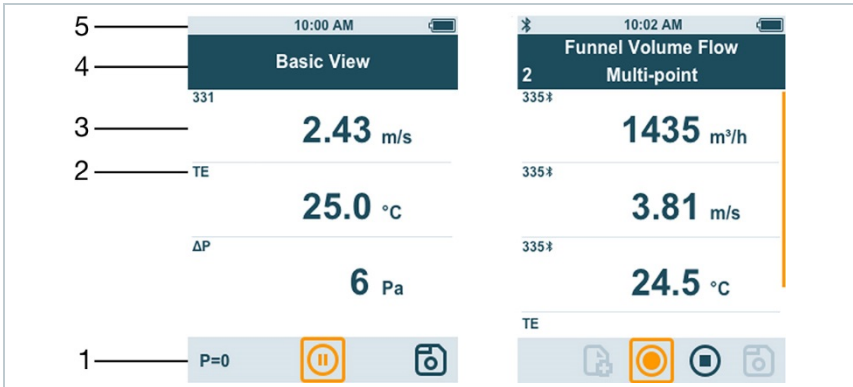 5
10:00 AM
4
Basic View
331
3
2.43 m/s
2
TE
25.0 °C
ΔP
6 Pa
1
P=0
10:02 AM
Funnel Volume Flow
2 Multi-point
335
1435 m³/h
335
3.81 m/s
335
24.5 °C
TE